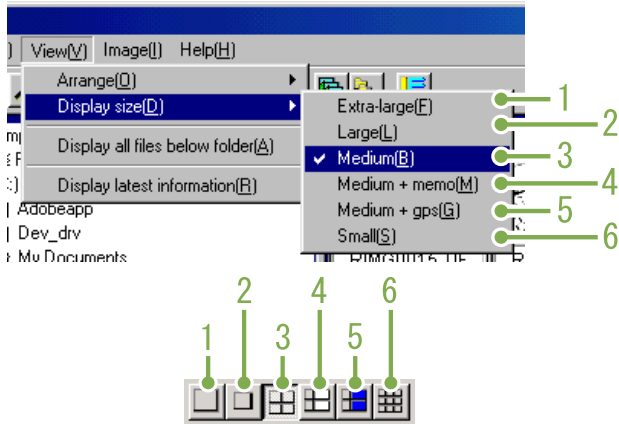 ) View(V) Image(I) Help(H)
Arrange(O)
Display size(D)
Display all files below folder(A)
Display latest information(R)
Extra-large(F)
Large(L)
✓ Medium(B)
Medium + memo(M)
Medium + gps(G)
Small(S)
1
2
3
4
5
6
Adobeapp
Dev_drv
My Documents
1 2 3 4 5 6